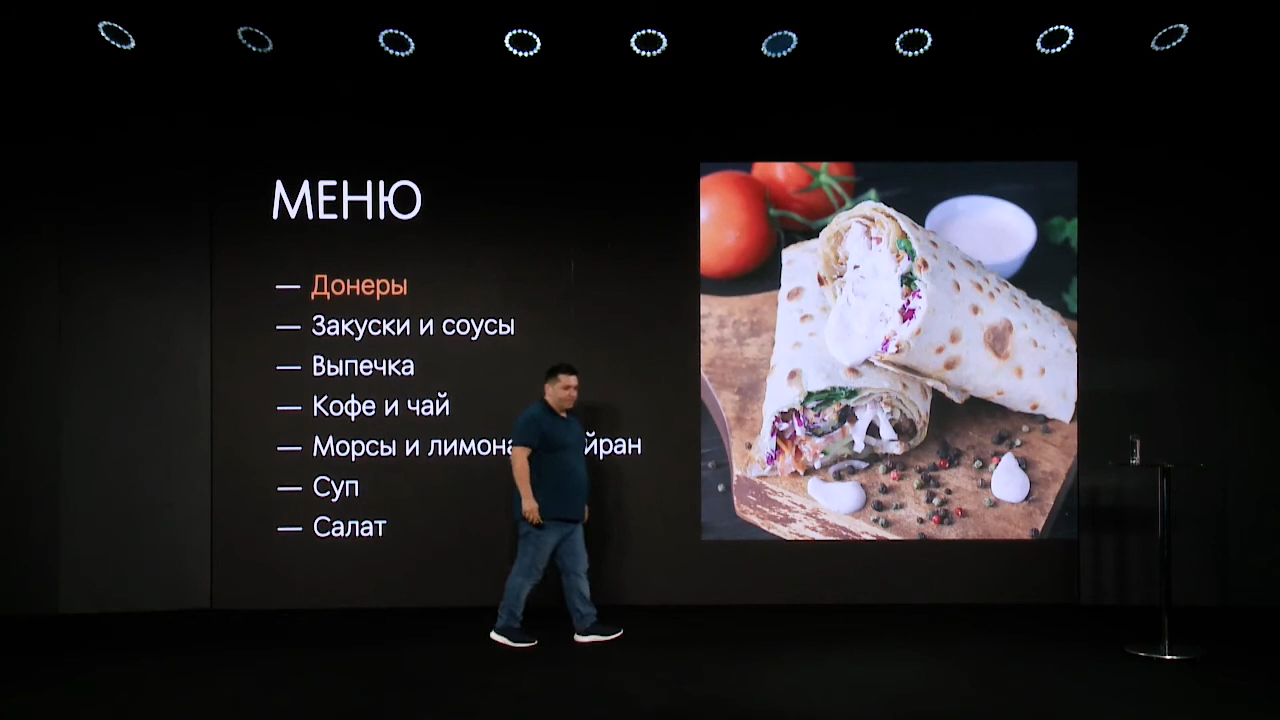 МЕНЮ
— Донеры
— Закуски и соусы
— Выпечка
— Кофе и чай
— Морсы и
— Суп
— Салат